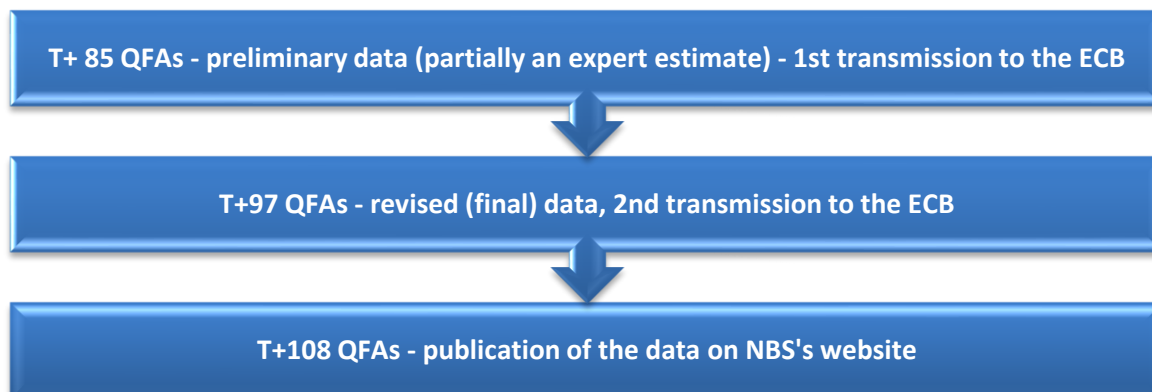 T+ 85 QFAs - preliminary data (partially an expert estimate) - 1st transmission to the ECB
T+97 QFAs - revised (final) data, 2nd transmission to the ECB
T+108 QFAs - publication of the data on NBS's website